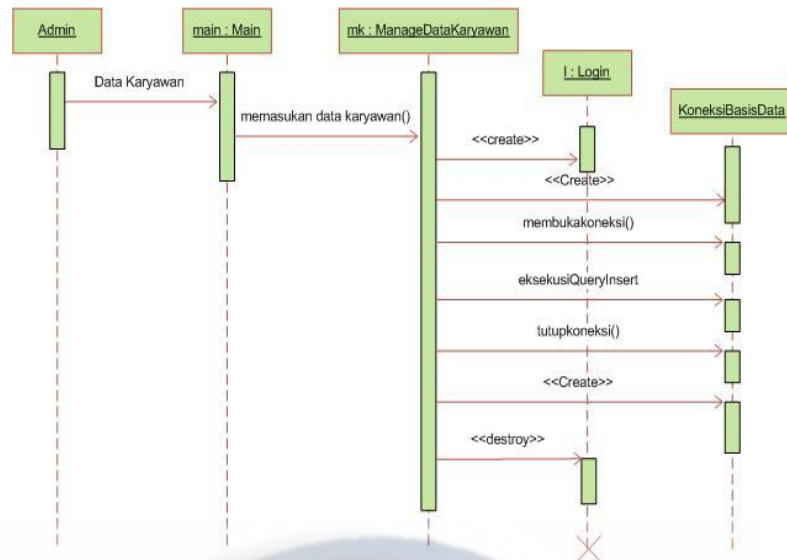 Admin
main : Main
mk : ManageDataKaryawan
l : Login
KoneksiBasisData
Data Karyawan
memasukan data karyawan()
<<create>>
<<Create>>
membukakoneksi()
eksekusiQueryInsert
tutupkoneksi()
<<Create>>
<<destroy>>